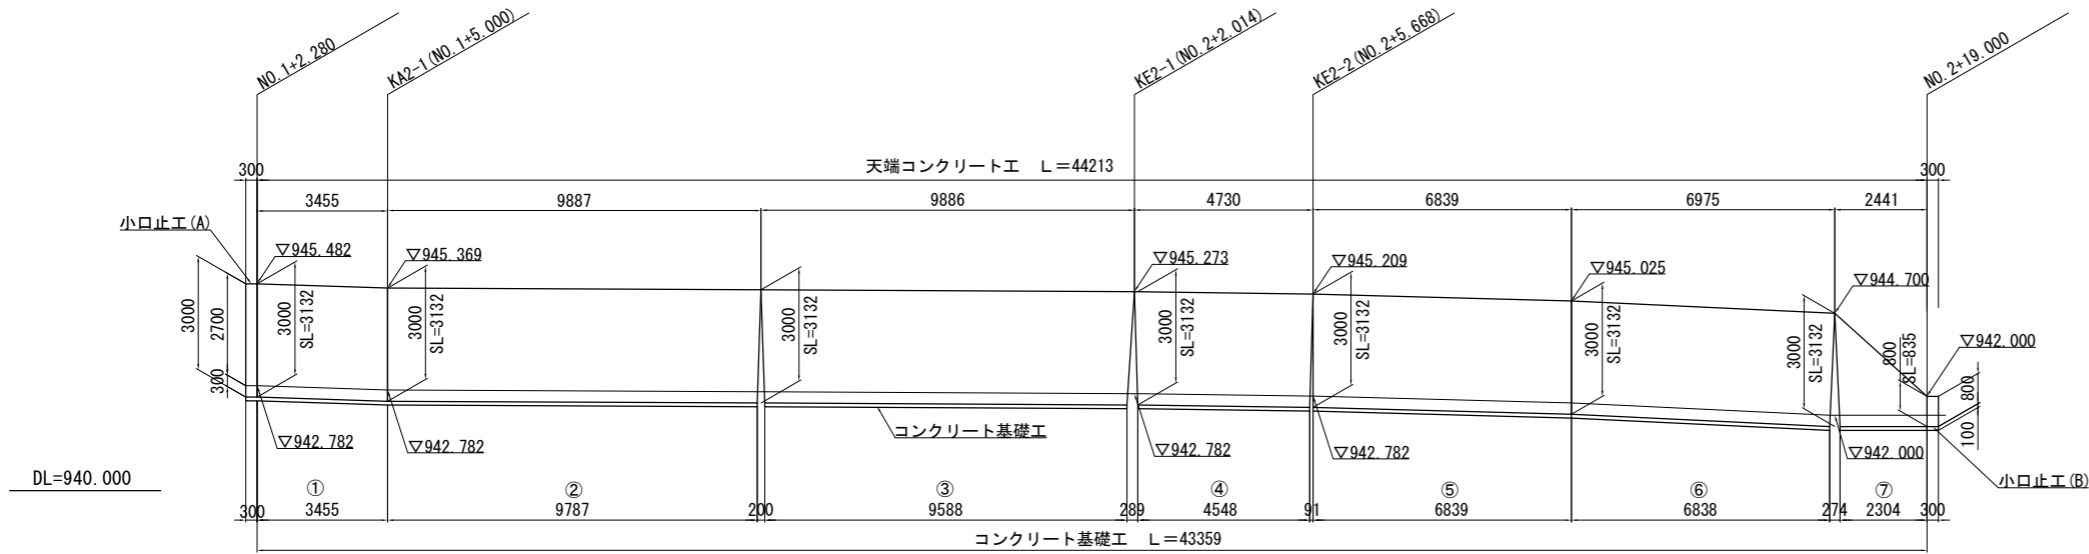 NO.1+2.280
KA2-1(NO.1+5.000)
KE2-1(NO.2+2.014)
KE2-2(NO.2+5.668)
NO.2+19.000
300
天端コンクリート工 L=44213
300
3455
9887
9886
4730
6839
6975
2441
小口止工(A)
▽945.482
▽945.369
▽945.273
▽945.209
▽945.025
▽944.700
▽942.000
3000
2700
300
3000
SL=3132
3000
SL=3132
3000
SL=3132
3000
SL=3132
3000
SL=3132
3000
SL=3132
3000
SL=3132
800
SL=835
800
100
コンクリート基礎工
▽942.782
▽942.782
▽942.782
▽942.782
▽942.000
小口止工(B)
DL=940.000
①
②
③
④
⑤
⑥
⑦
300
3455
9787
200
9588
289
4548
91
6839
6838
274
2304
300
コンクリート基礎工 L=43359